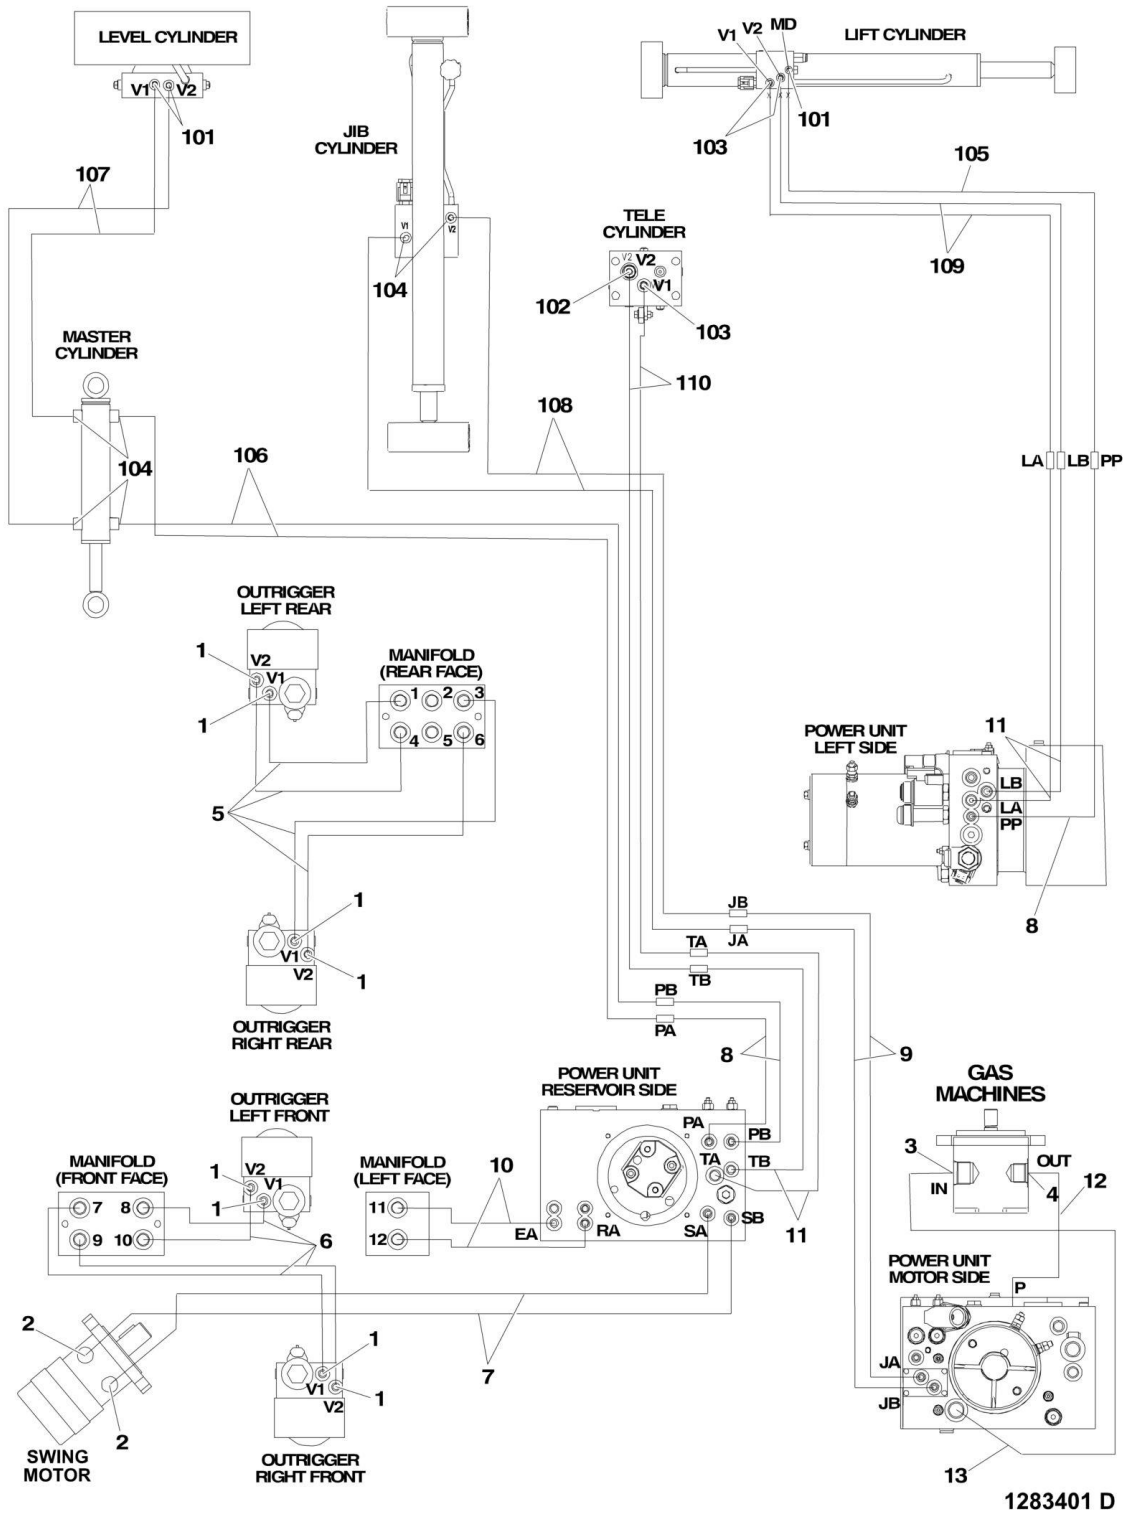 LEVEL CYLINDER
V1 V2
101
107
JIB
CYLINDER
V1
V2
104
V1 V2 MD
LIFT CYLINDER
103
101
105
109
TELE
CYLINDER
V2 V2
V1
102
103
110
MASTER
CYLINDER
104
106
108
LA LB PP
OUTRIGGER
LEFT REAR
1
V2
V1
1
MANIFOLD
(REAR FACE)
1 2 3
4 5 6
5
1
V1
V2
1
OUTRIGGER
RIGHT REAR
POWER UNIT
LEFT SIDE
11
LB
LA
PP
8
JB
JA
TA
TB
PB
PA
8
9
POWER UNIT
RESERVOIR SIDE
PA
PB
TA
TB
SA
SB
EA
RA
11
GAS
MACHINES
3
IN
OUT
4
12
OUTRIGGER
LEFT FRONT
1
V2
V1
1
MANIFOLD
(FRONT FACE)
7 8
9 10
6
MANIFOLD
(LEFT FACE)
11
12
10
7
2
2
SWING
MOTOR
1
V1
V2
1
OUTRIGGER
RIGHT FRONT
POWER UNIT
MOTOR SIDE
P
JA
JB
13
1283401 D